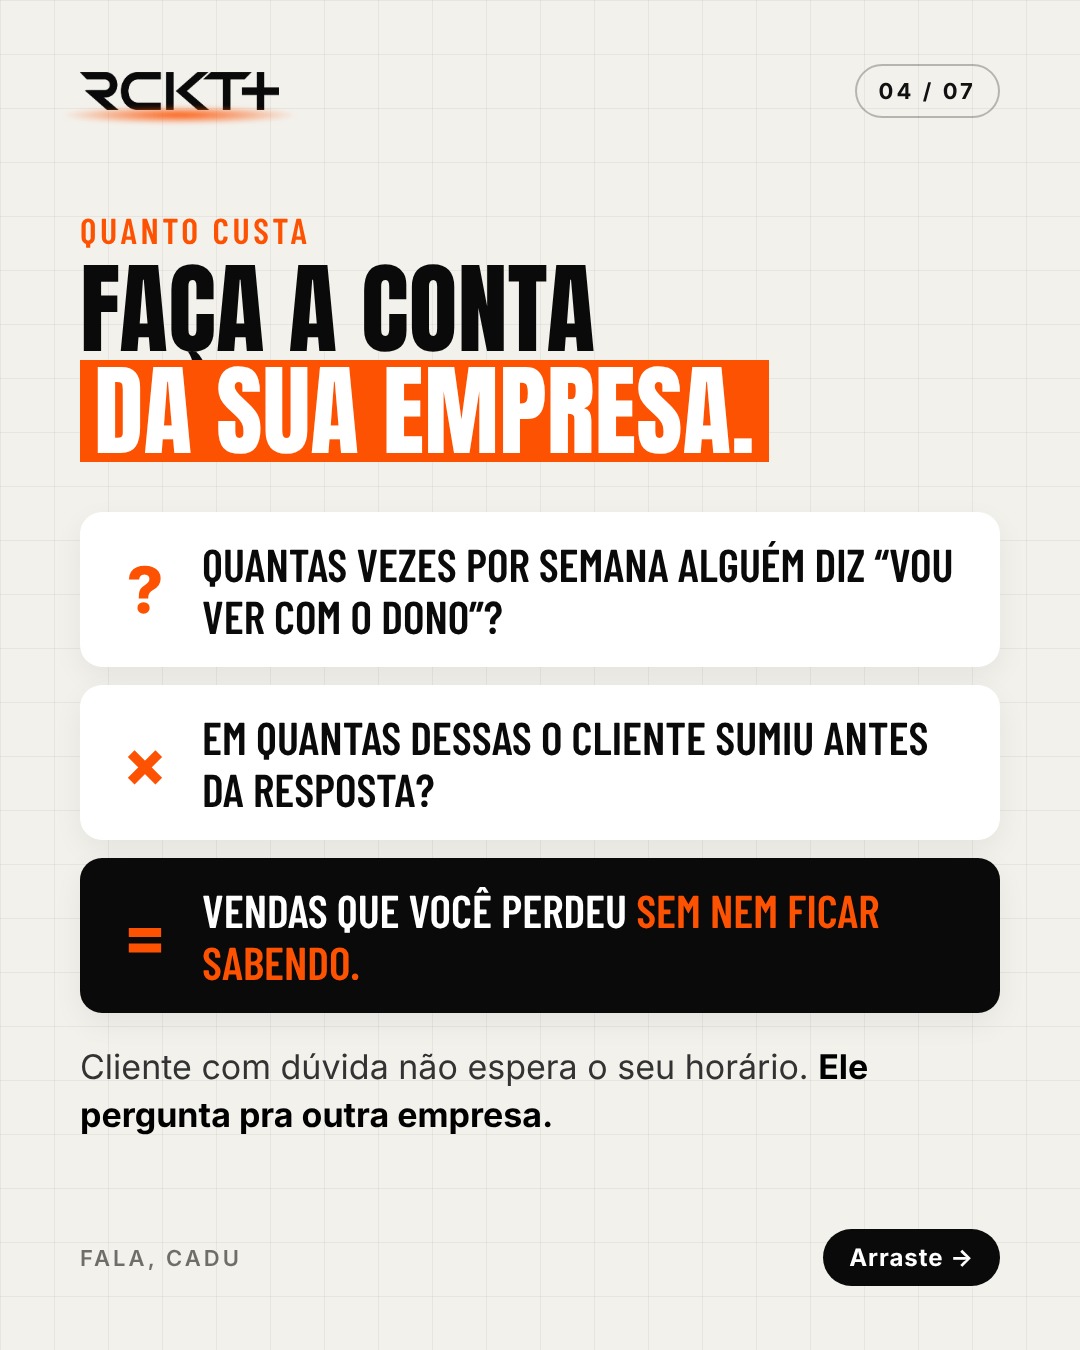 RCKT+
04 / 07
QUANTO CUSTA
FAÇA A CONTA
DA SUA EMPRESA.
?
QUANTAS VEZES POR SEMANA ALGUÉM DIZ “VOU
VER COM O DONO”?
×
EM QUANTAS DESSAS O CLIENTE SUMIU ANTES
DA RESPOSTA?
=
VENDAS QUE VOCÊ PERDEU SEM NEM FICAR
SABENDO.
Cliente com dúvida não espera o seu horário. Ele
pergunta pra outra empresa.
FALA, CADU
Arraste →